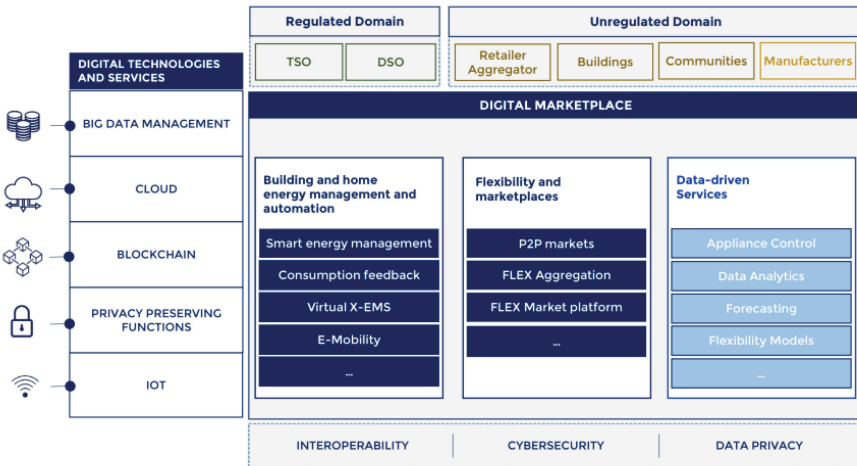 Regulated Domain
Unregulated Domain
TSO
DSO
Retailer
Aggregator
Buildings
Communities
Manufacturers
DIGITAL TECHNOLOGIES
AND SERVICES
BIG DATA MANAGEMENT
CLOUD
BLOCKCHAIN
PRIVACY PRESERVING
FUNCTIONS
IOT
DIGITAL MARKETPLACE
Building and home
energy management and
automation
Smart energy management
Consumption feedback
Virtual X-EMS
E-Mobility
...
Flexibility and
marketplaces
P2P markets
FLEX Aggregation
FLEX Market platform
...
Data-driven
Services
Appliance Control
Data Analytics
Forecasting
Flexibility Models
...
INTEROPERABILITY
CYBERSECURITY
DATA PRIVACY